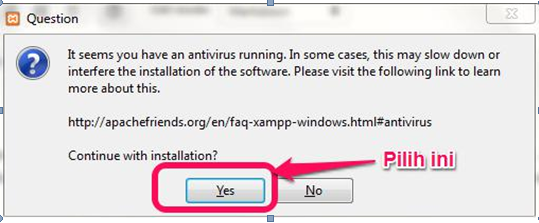 Question
It seems you have an antivirus running. In some cases, this may slow down or
interfere the installation of the software. Please visit the following link to learn
more about this.
http://apachefriends.org/en/faq-xampp-windows.html#antivirus
Continue with installation?
Pilih ini
Yes
No